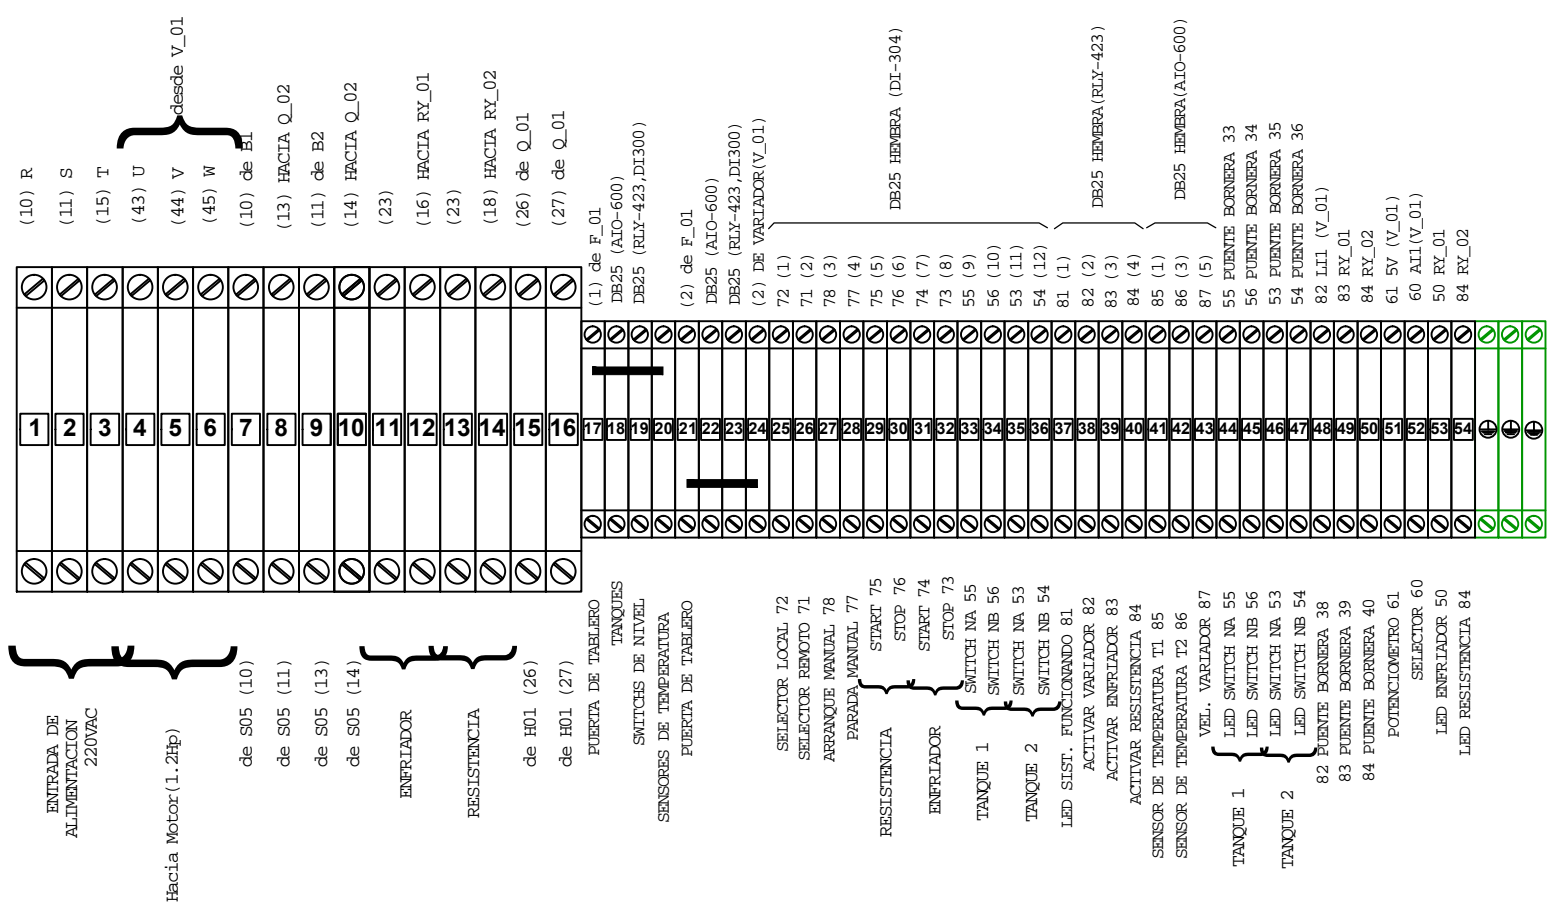 (10) R
(11) S
(15) T
(43) U
(44) V
(45) W
desde V_01
(10) de B1
(13) HACIA Q_02
(11) de B2
(14) HACIA Q_02
(23)
(16) HACIA RY_01
(23)
(18) HACIA RY_02
(26) de Q_01
(27) de Q_01
(1) de F_01
DB25 (AIO-600)
DB25 (RLY-423,DI300)
(2) de F_01
DB25 (AIO-600)
DB25 (RLY-423,DI300)
(2) DE VARIADOR(V_01)
DB25 HEMBRA (DI-304)
72 (1)
71 (2)
78 (3)
77 (4)
75 (5)
76 (6)
74 (7)
73 (8)
55 (9)
56 (10)
53 (11)
54 (12)
DB25 HEMBRA(RLY-423)
81 (1)
82 (2)
83 (3)
84 (4)
DB25 HEMBRA(AIO-600)
85 (1)
86 (3)
87 (5)
55 PUENTE BORNERA 33
56 PUENTE BORNERA 34
53 PUENTE BORNERA 35
54 PUENTE BORNERA 36
82 LI1 (V_01)
83 RY_01
84 RY_02
61 5V (V_01)
60 AI1(V_01)
50 RY_01
84 RY_02
1 2 3 4 5 6 7 8 9 10 11 12 13 14 15 16 17 18 19 20 21 22 23 24 25 26 27 28 29 30 31 32 33 34 35 36 37 38 39 40 41 42 43 44 45 46 47 48 49 50 51 52 53 54
ENTRADA DE
ALIMENTACION
220VAC
Hacia Motor(1.2Hp)
de S05 (10)
de S05 (11)
de S05 (13)
de S05 (14)
ENFRIADOR
RESISTENCIA
de H01 (26)
de H01 (27)
PUERTA DE TABLERO
TANQUES
SWITCHS DE NIVEL
SENSORES DE TEMPERATURA
PUERTA DE TABLERO
SELECTOR LOCAL 72
SELECTOR REMOTO 71
ARRANQUE MANUAL 78
PARADA MANUAL 77
START 75
STOP 76
RESISTENCIA
START 74
STOP 73
ENFRIADOR
SWITCH NA 55
SWITCH NB 56
TANQUE 1
SWITCH NA 53
SWITCH NB 54
TANQUE 2
LED SIST. FUNCIONANDO 81
ACTIVAR VARIADOR 82
ACTIVAR ENFRIADOR 83
ACTIVAR RESISTENCIA 84
SENSOR DE TEMPERATURA T1 85
SENSOR DE TEMPERATURA T2 86
VEL. VARIADOR 87
LED SWITCH NA 55
LED SWITCH NB 56
TANQUE 1
LED SWITCH NA 53
LED SWITCH NB 54
TANQUE 2
82 PUENTE BORNERA 38
83 PUENTE BORNERA 39
84 PUENTE BORNERA 40
POTENCIOMETRO 61
SELECTOR 60
LED ENFRIADOR 50
LED RESISTENCIA 84